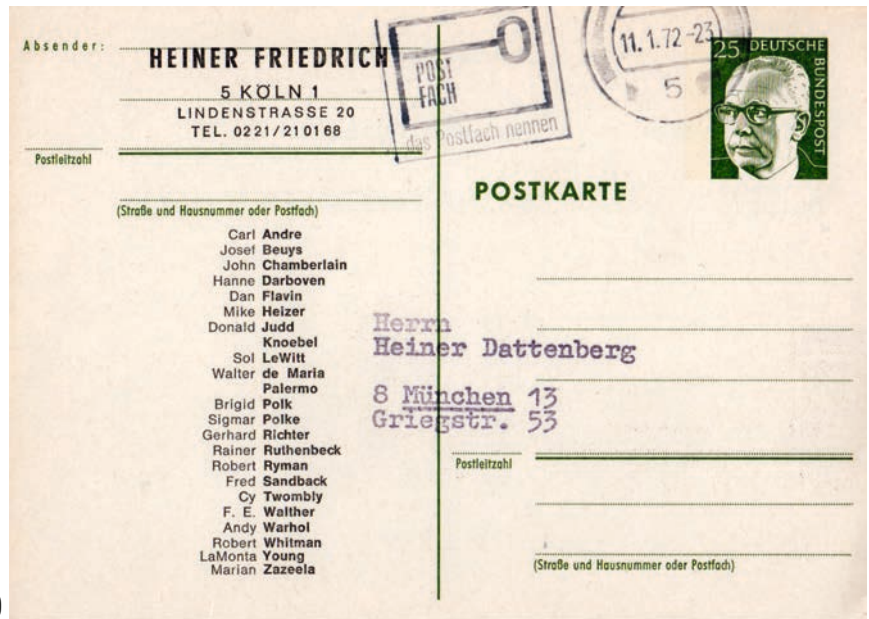 Absender:
HEINER FRIEDRICH
5 KÖLN 1
LINDENSTRASSE 20
TEL. 0221/210168
Postleitzahl
(Straße und Hausnummer oder Postfach)
Carl Andre
Josef Beuys
John Chamberlain
Hanne Darboven
Dan Flavin
Mike Heizer
Donald Judd
Knoebel
Sol LeWitt
Walter de Maria
Palermo
Brigid Polk
Sigmar Polke
Gerhard Richter
Rainer Ruthenbeck
Robert Ryman
Fred Sandback
Cy Twombly
F. E. Walther
Andy Warhol
Robert Whitman
LaMonta Young
Marian Zazeela
POST
FACH
das Postfach nennen
11.1.72-23
5
25 DEUTSCHE
BUNDESPOST
POSTKARTE
Herrn
Heiner Dattenberg
8 München 13
Griegstr. 53
Postleitzahl
(Straße und Hausnummer oder Postfach)